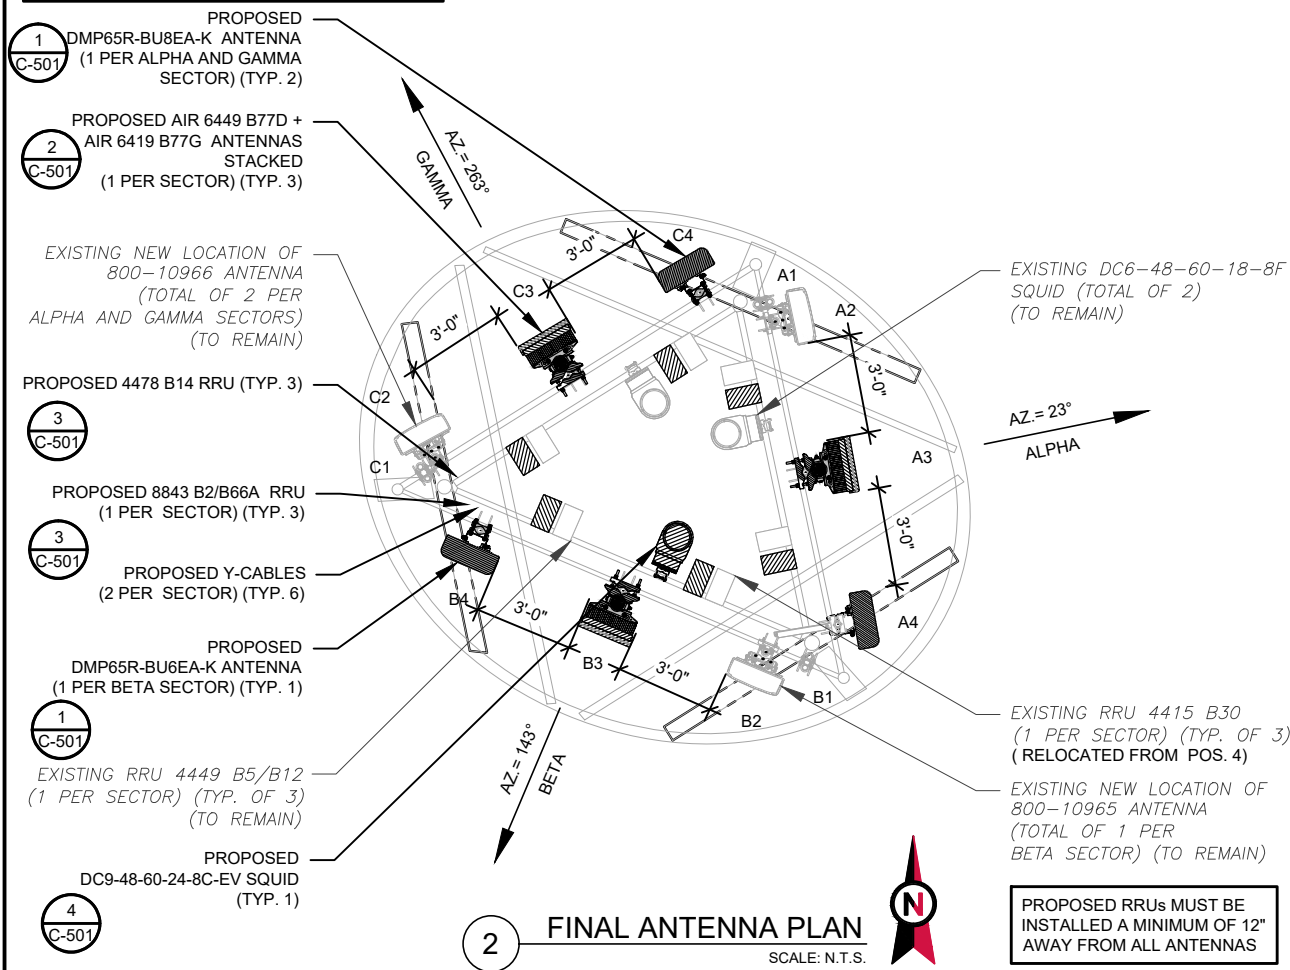 PROPOSED
DMP65R-BU8EA-K ANTENNA
(1 PER ALPHA AND GAMMA
SECTOR) (TYP. 2)
1
C-501
PROPOSED AIR 6449 B77D +
AIR 6419 B77G ANTENNAS
STACKED
(1 PER SECTOR) (TYP. 3)
2
C-501
EXISTING NEW LOCATION OF
800-10966 ANTENNA
(TOTAL OF 2 PER
ALPHA AND GAMMA SECTORS)
(TO REMAIN)
PROPOSED 4478 B14 RRU (TYP. 3)
3
C-501
PROPOSED 8843 B2/B66A RRU
(1 PER SECTOR) (TYP. 3)
3
C-501
PROPOSED Y-CABLES
(2 PER SECTOR) (TYP. 6)
PROPOSED
DMP65R-BU6EA-K ANTENNA
(1 PER BETA SECTOR) (TYP. 1)
1
C-501
EXISTING RRU 4449 B5/B12
(1 PER SECTOR) (TYP. OF 3)
(TO REMAIN)
PROPOSED
DC9-48-60-24-8C-EV SQUID
(TYP. 1)
4
C-501
AZ.= 263°
GAMMA
C4
3'-0"
C3
3'-0"
C2
C1
A1
A2
3'-0"
A3
3'-0"
A4
AZ.= 23°
ALPHA
B4
3'-0"
B3
3'-0"
B2
B1
AZ.= 143°
BETA
EXISTING DC6-48-60-18-8F
SQUID (TOTAL OF 2)
(TO REMAIN)
EXISTING RRU 4415 B30
(1 PER SECTOR) (TYP. OF 3)
( RELOCATED FROM POS. 4)
EXISTING NEW LOCATION OF
800-10965 ANTENNA
(TOTAL OF 1 PER
BETA SECTOR) (TO REMAIN)
2
FINAL ANTENNA PLAN
SCALE: N.T.S.
N
PROPOSED RRUs MUST BE
INSTALLED A MINIMUM OF 12"
AWAY FROM ALL ANTENNAS